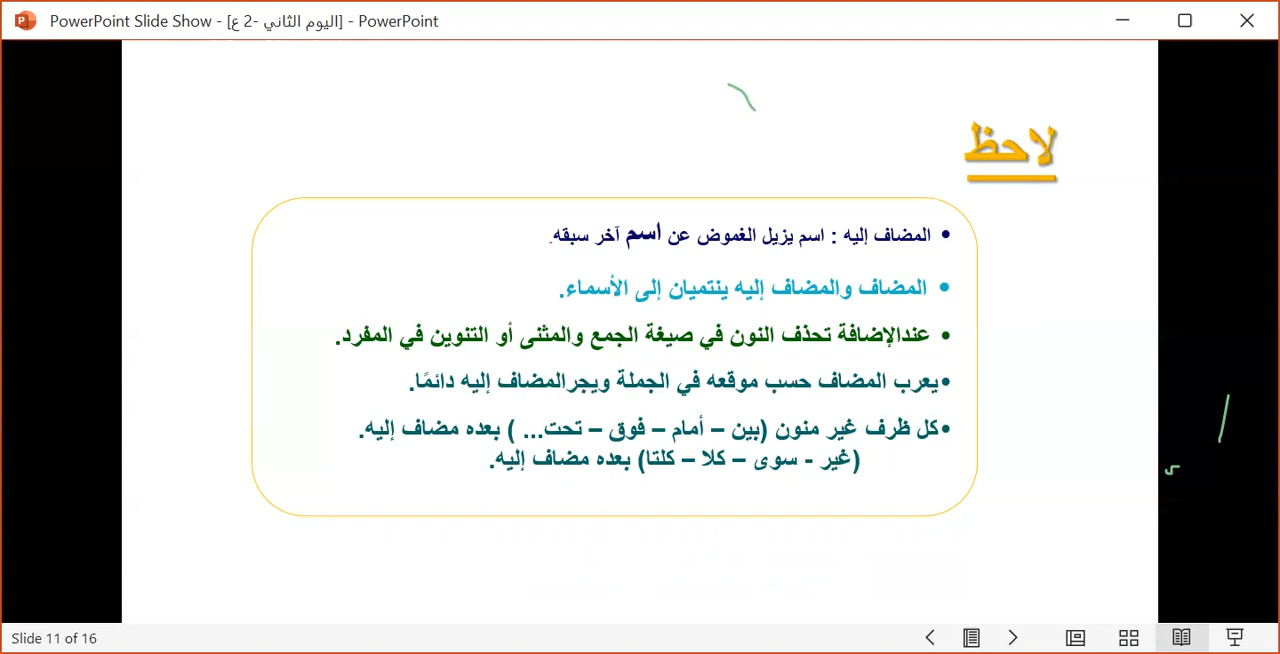 PowerPoint Slide Show - [اليوم الثاني -2 ع] - PowerPoint
لاحظ
• المضاف إليه : اسم يزيل الغموض عن اسم آخر سبقه.
• المضاف والمضاف إليه ينتميان إلى الأسماء.
• عندالإضافة تحذف النون في صيغة الجمع والمثنى أو التنوين في المفرد.
•يعرب المضاف حسب موقعه في الجملة ويجرالمضاف إليه دائمًا.
•كل ظرف غير منون (بين – أمام – فوق – تحت... ) بعده مضاف إليه.
(غير - سوى – كلا – كلتا) بعده مضاف إليه.
Slide 11 of 16